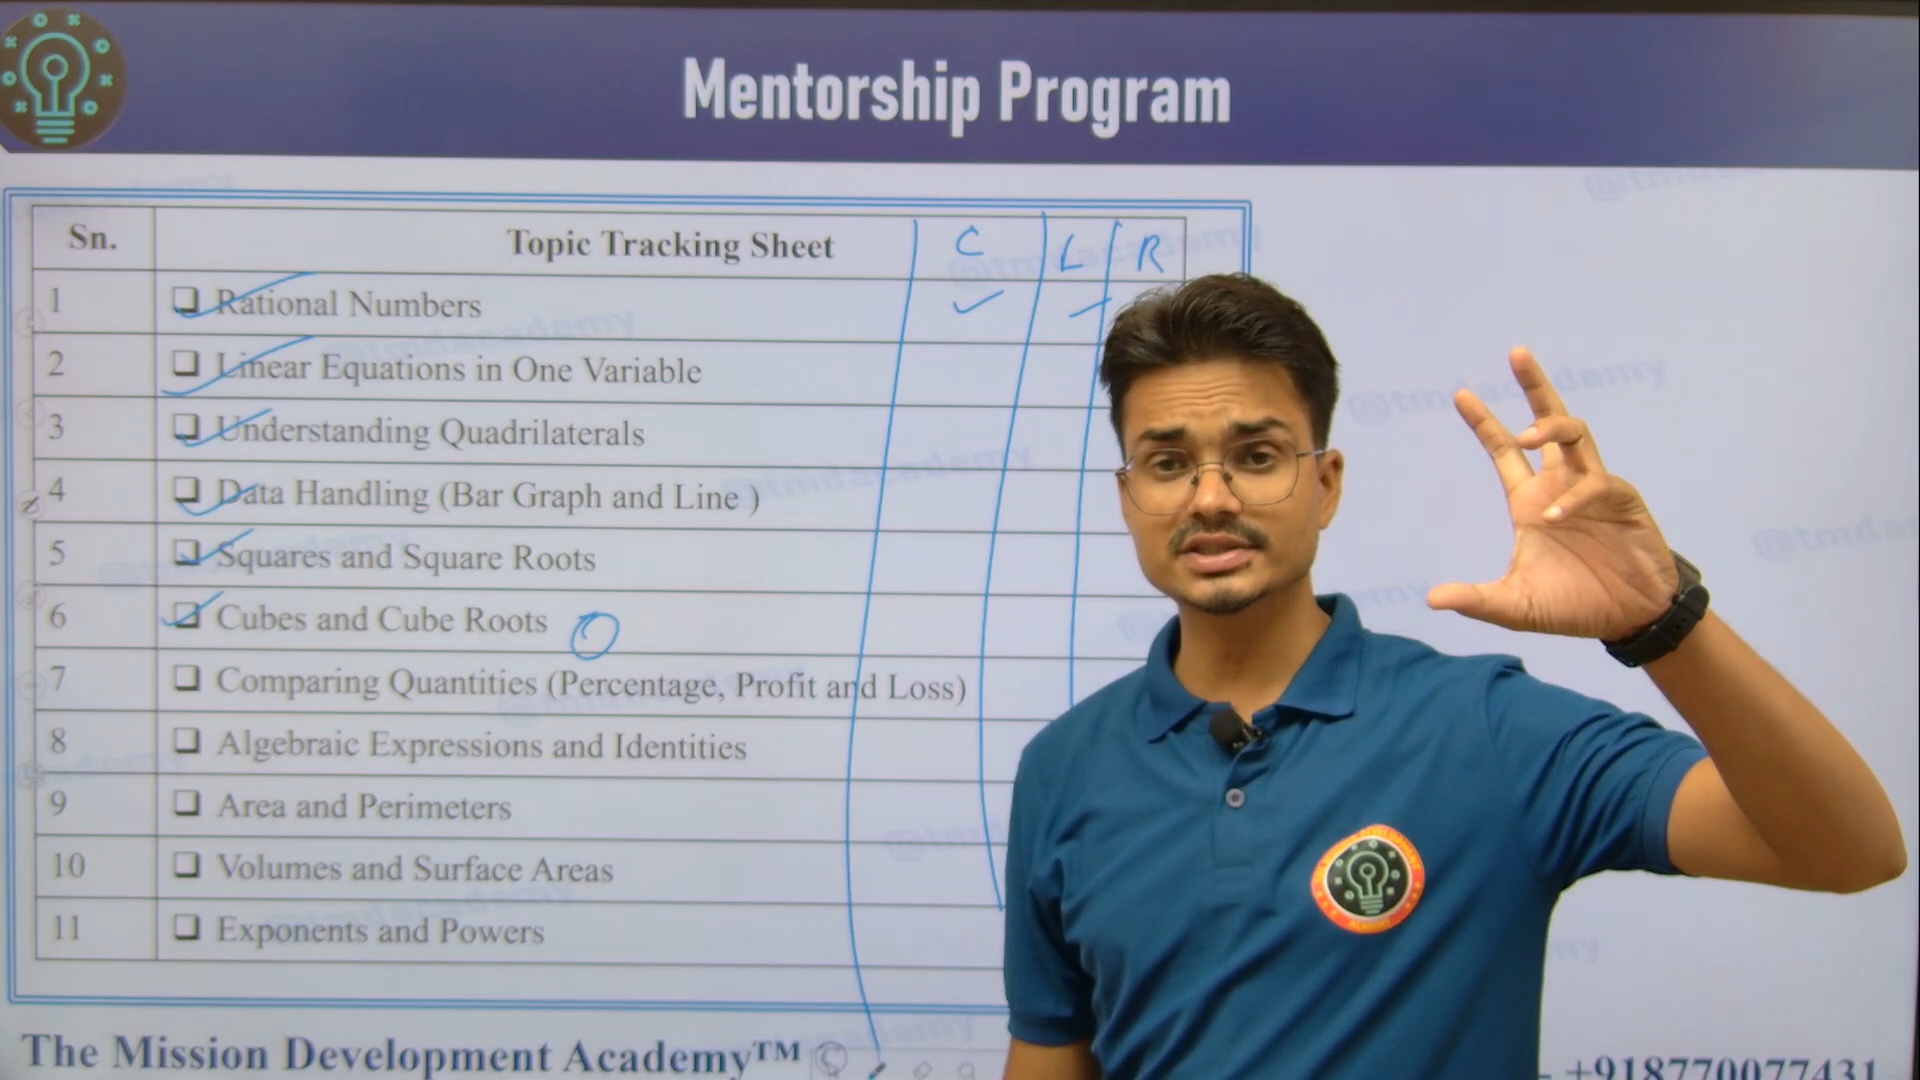 Mentorship Program
Sn. Topic Tracking Sheet C L R
1 Rational Numbers
2 Linear Equations in One Variable
3 Understanding Quadrilaterals
4 Data Handling (Bar Graph and Line )
5 Squares and Square Roots
6 Cubes and Cube Roots
7 Comparing Quantities (Percentage, Profit and Loss)
8 Algebraic Expressions and Identities
9 Area and Perimeters
10 Volumes and Surface Areas
11 Exponents and Powers
The Mission Development Academy™ - +918770077431
@tmdacademy